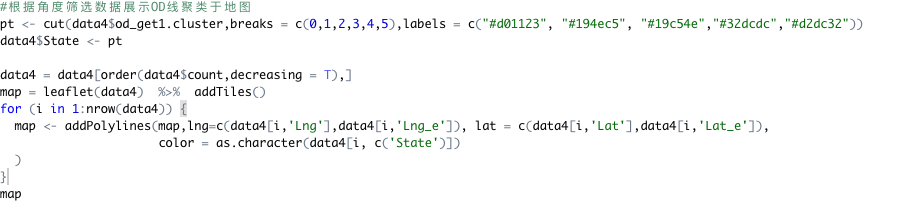 #根据角度筛选数据展示OD线聚类于地图
pt <- cut(data4$od_get1.cluster,breaks = c(0,1,2,3,4,5),labels = c("#d01123", "#194ec5", "#19c54e","#32dcdc","#d2dc32"))
data4$State <- pt
data4 = data4[order(data4$count,decreasing = T),]
map = leaflet(data4)  %>%  addTiles()
for (i in 1:nrow(data4)) {
  map <- addPolylines(map,lng=c(data4[i,'Lng'],data4[i,'Lng_e']), lat = c(data4[i,'Lat'],data4[i,'Lat_e']),
                      color = as.character(data4[i, c('State')])
  )
}
map